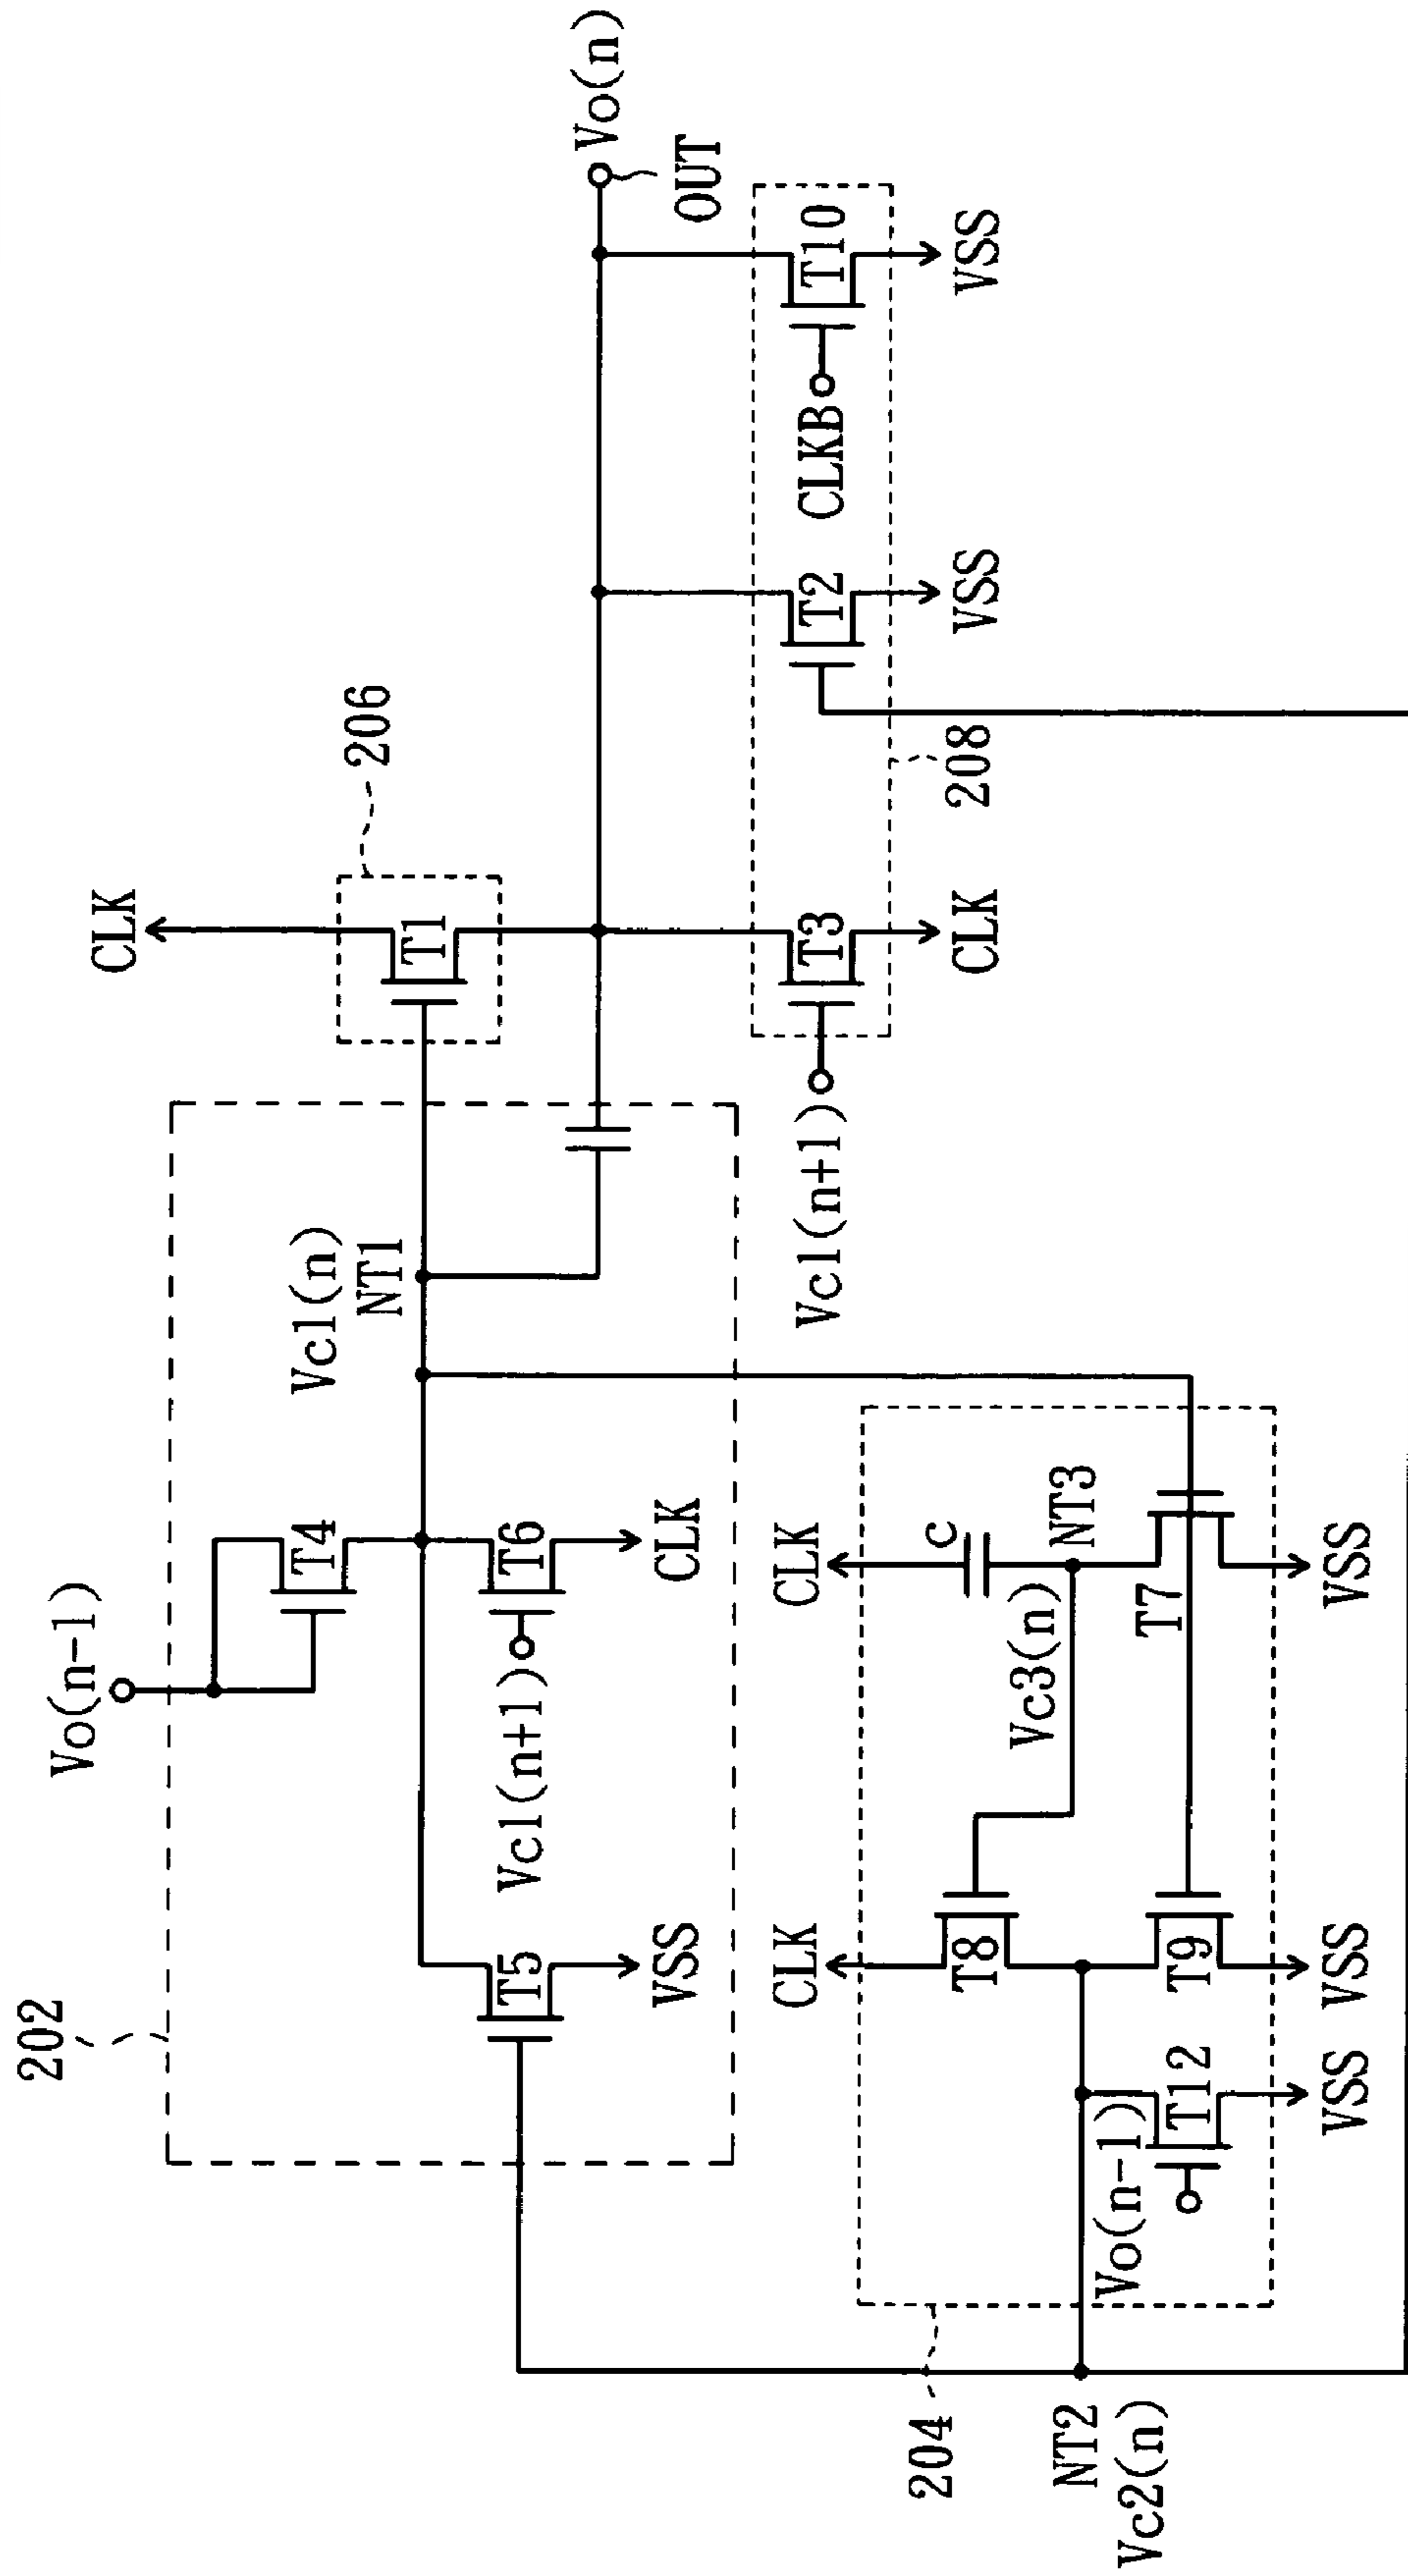 202
Vo(n-1)
T4
Vc1(n)
NT1
T5
VSS
Vc1(n+1)
T6
CLK
CLK
206
T1
Vo(n)
OUT
Vc1(n+1)
T3
CLK
208
T2
VSS
CLKB
T10
VSS
204
CLK
T8
CLK
C
Vc3(n)
NT3
T7
VSS
T9
VSS
Vo(n-1)
T12
VSS
NT2
Vc2(n)